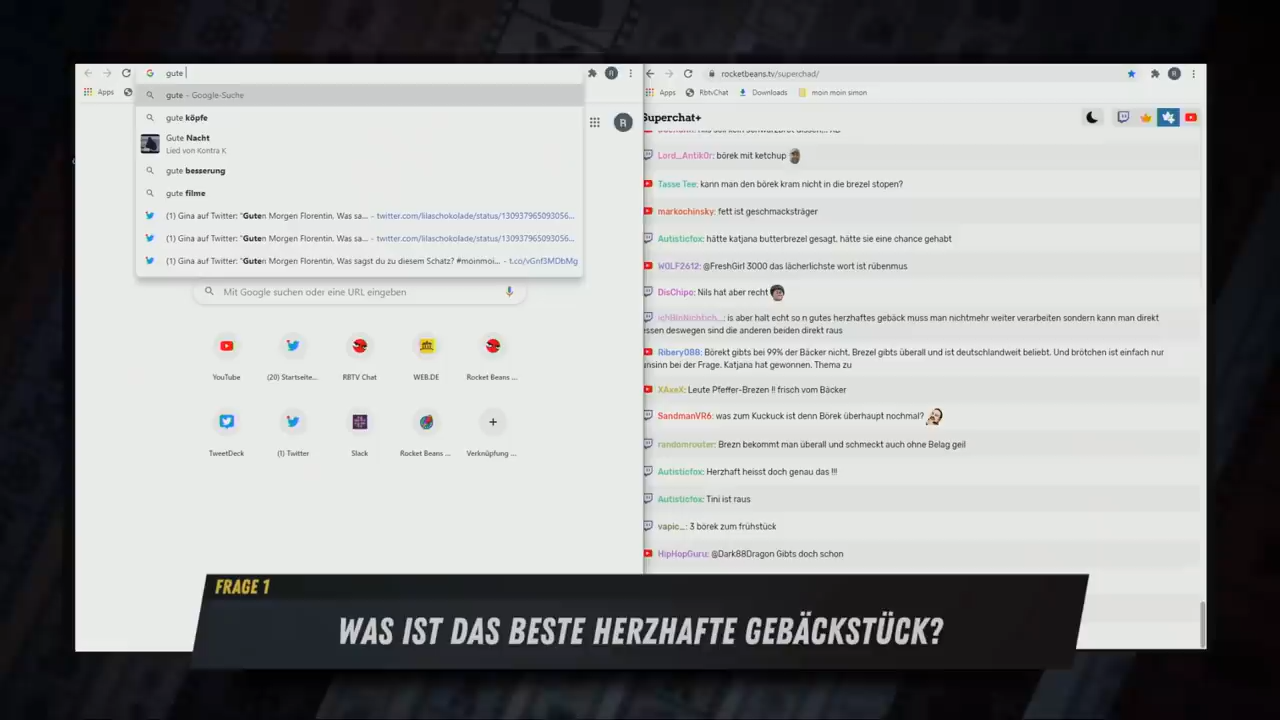 gute
Apps
gute - Google-Suche
gute köpfe
Gute Nacht
Lied von Kontra K
gute besserung
gute filme
(1) Gina auf Twitter: "Guten Morgen Florentin, Was sa... - twitter.com/lilaschokolade/status/130937965093056...
(1) Gina auf Twitter: "Guten Morgen Florentin, Was sa... - twitter.com/lilaschokolade/status/130937965093056...
(1) Gina auf Twitter: "Guten Morgen Florentin, Was sagst du zu diesem Schatz? #moinmoi... - t.co/vGnf3MDbMg
R
Mit Google suchen oder eine URL eingeben
YouTube
(20) Startseite...
RBTV Chat
WEB.DE
Rocket Beans ...
TweetDeck
(1) Twitter
Slack
Rocket Beans ...
Verknüpfung ...
rocketbeans.tv/superchad/
Apps
RbtvChat
Downloads
moin moin simon
Superchat+
Lord_Antik0r: börek mit ketchup
Tasse Tee: kann man den börek kram nicht in die brezel stopen?
markochinsky: fett ist geschmacksträger
Autisticfox: hätte katjana butterbrezel gesagt, hätte sie eine chance gehabt
WOLF2612: @FreshGirl 3000 das lächerlichste wort ist rübenmus
DisChipo: Nils hat aber recht
is aber halt echt so n gutes herzhaftes gebäck muss man nichtmehr weiter verarbeiten sondern kann man direkt
essen deswegen sind die anderen beiden direkt raus
Ribery088: Börekt gibts bei 99% der Bäcker nicht, Brezel gibts überall und ist deutschlandweit beliebt. Und brötchen ist einfach nur
unsinn bei der Frage. Katjana hat gewonnen. Thema zu
XAxeX: Leute Pfeffer-Brezen !! frisch vom Bäcker
SandmanVR6: was zum Kuckuck ist denn Börek überhaupt nochmal?
randomrouter: Brezn bekommt man überall und schmeckt auch ohne Belag geil
Autisticfox: Herzhaft heisst doch genau das !!!
Autisticfox: Tini ist raus
vapic_: 3 börek zum frühstück
HipHopGuru: @Dark88Dragon Gibts doch schon
FRAGE 1
WAS IST DAS BESTE HERZHAFTE GEBÄCKSTÜCK?